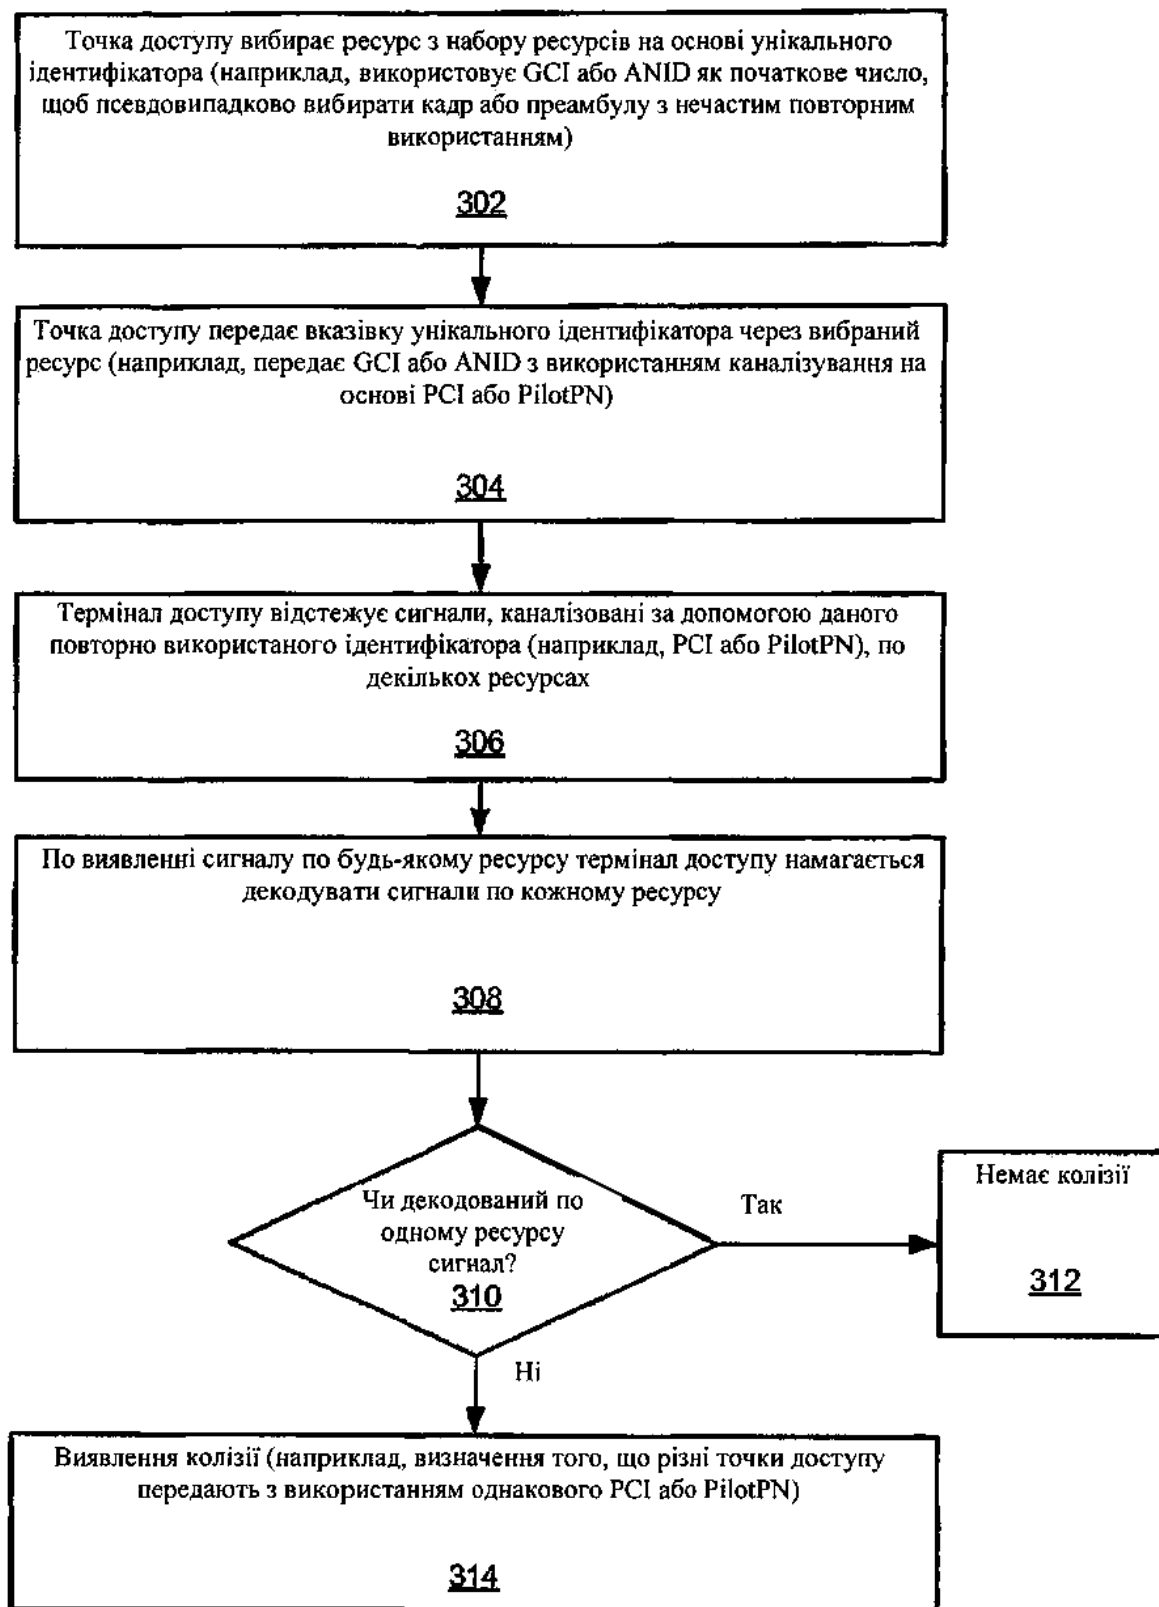 Точка доступу вибирає ресурс з набору ресурсів на основі унікального
ідентифікатора (наприклад, використовує GCI або ANID як початкове число,
щоб псевдовипадково вибирати кадр або преамбулу з нечастим повторним
використанням)
302
Точка доступу передає вказівку унікального ідентифікатора через вибраний
ресурс (наприклад, передає GCI або ANID з використанням каналізування на
основі PCI або PilotPN)
304
Термінал доступу відстежує сигнали, каналізовані за допомогою даного
повторно використаного ідентифікатора (наприклад, PCI або PilotPN), по
декількох ресурсах
306
По виявленні сигналу по будь-якому ресурсу термінал доступу намагається
декодувати сигнали по кожному ресурсу
308
Чи декодований по
одному ресурсу
сигнал?
310
Так
Немає колізії
312
Ні
Виявлення колізії (наприклад, визначення того, що різні точки доступу
передають з використанням однакового PCI або PilotPN)
314